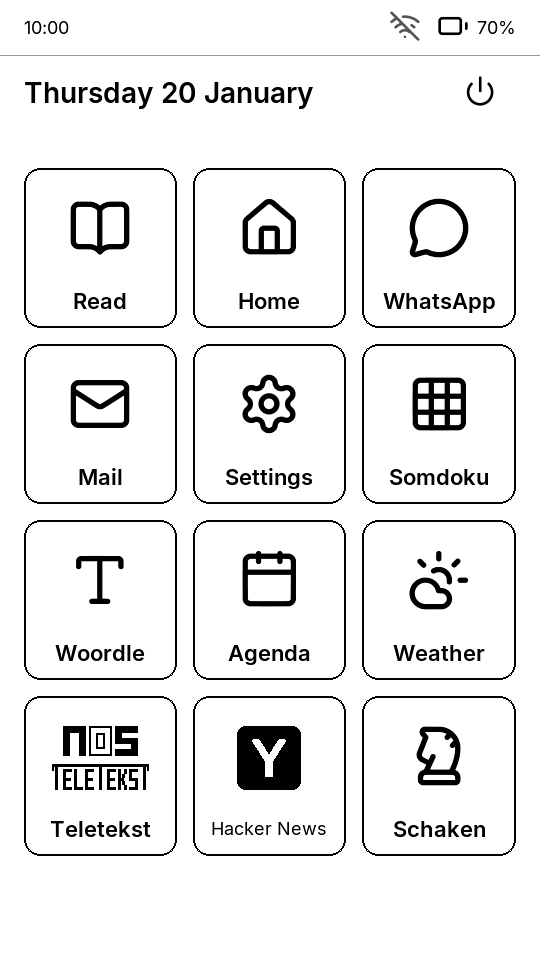 10:00 70%
Thursday 20 January
Read Home WhatsApp
Mail Settings Somdoku
Woordle Agenda Weather
NOS Y
TELETEKST
Teletekst Hacker News Schaken